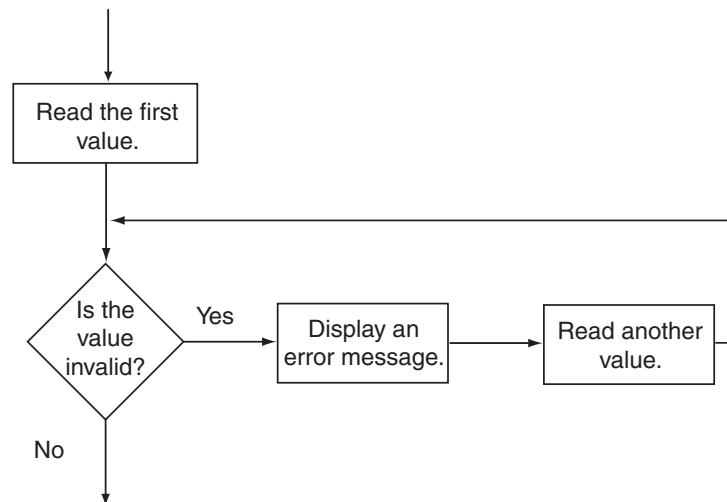 Read the first
value.
Is the
value
invalid?
Yes
Display an
error message.
Read another
value.
No